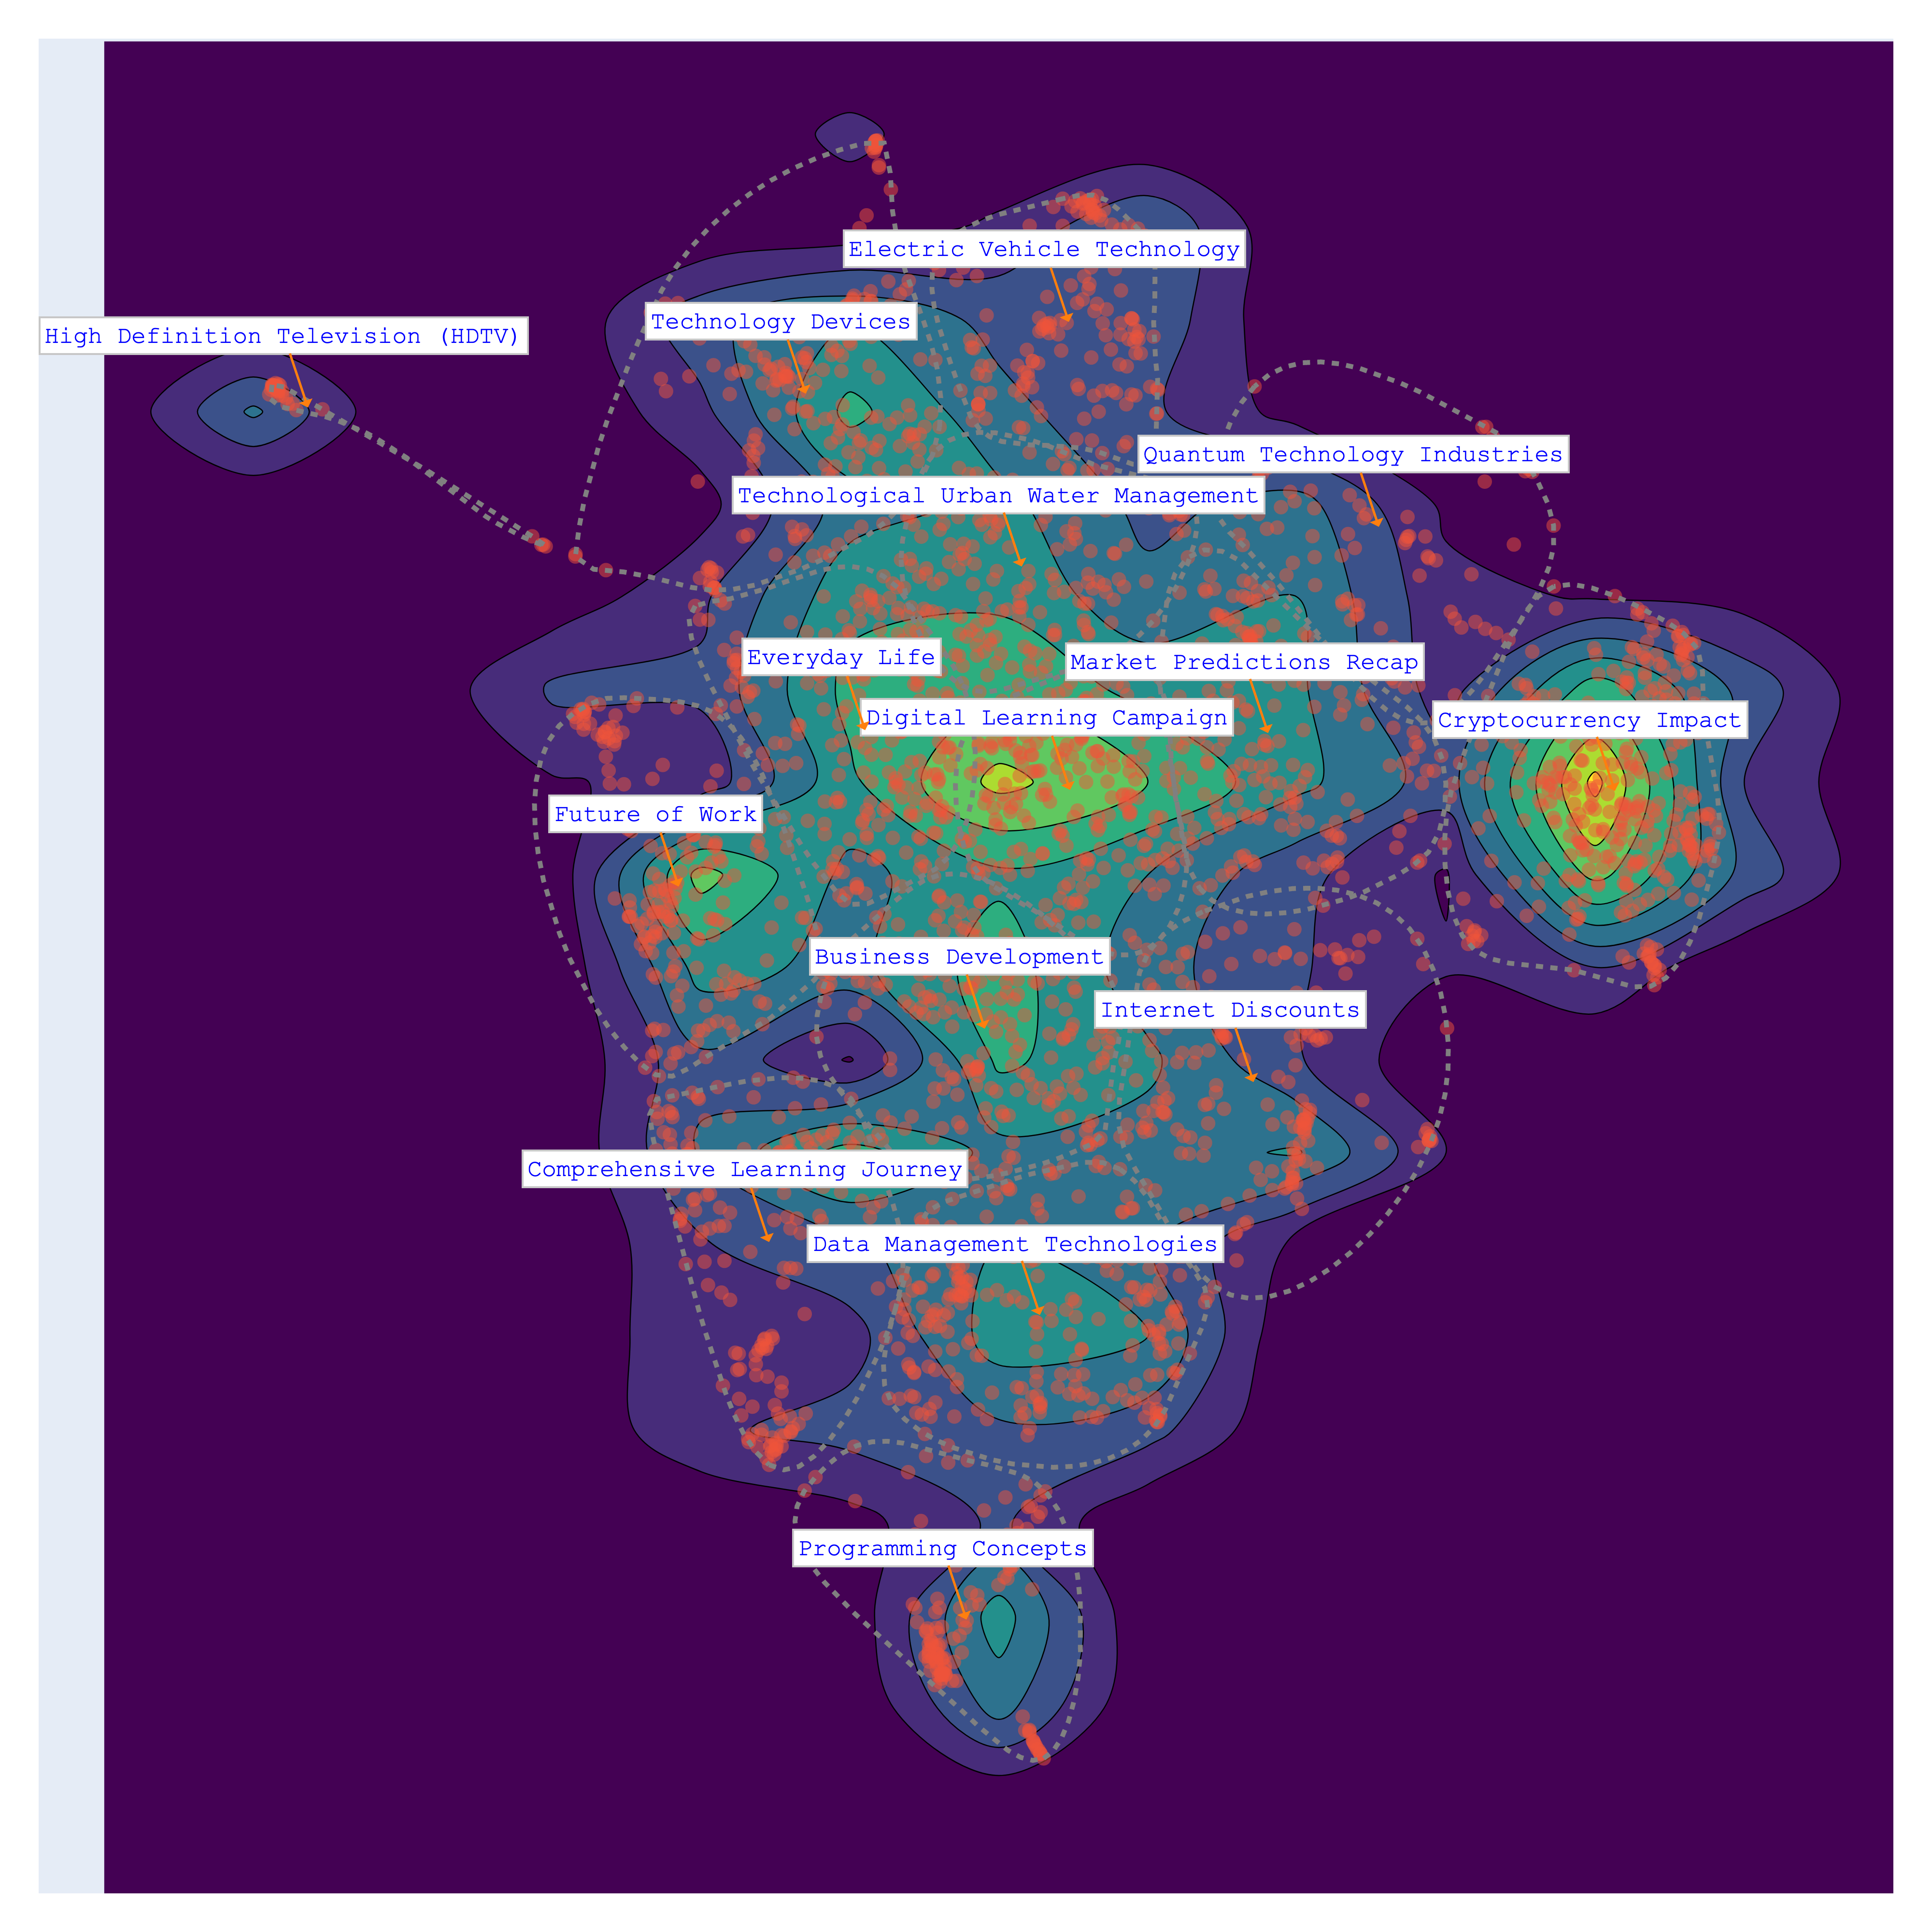 Electric Vehicle Technology
Technology Devices
High Definition Television (HDTV)
Quantum Technology Industries
Technological Urban Water Management
Everyday Life
Market Predictions Recap
Digital Learning Campaign
Cryptocurrency Impact
Future of Work
Business Development
Internet Discounts
Comprehensive Learning Journey
Data Management Technologies
Programming Concepts